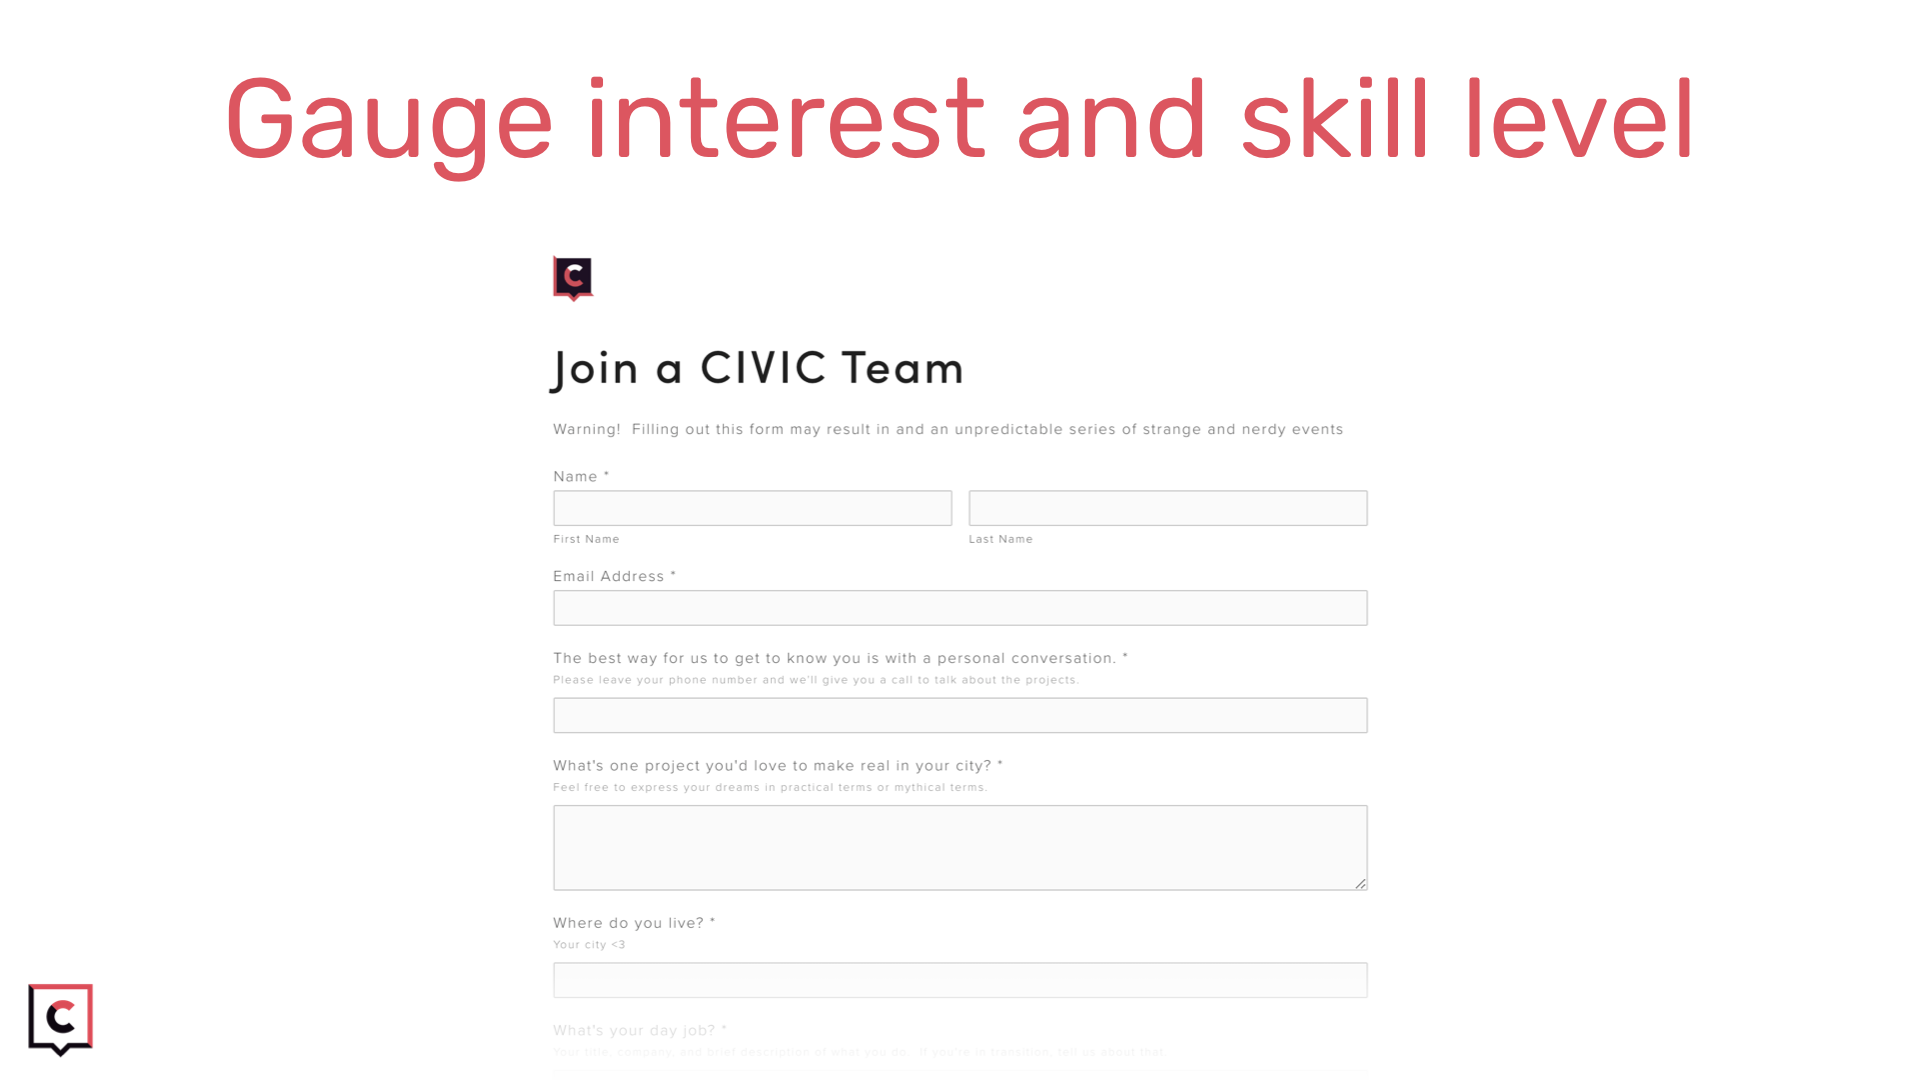 Gauge interest and skill level
C
Join a CIVIC Team
Warning!  Filling out this form may result in and an unpredictable series of strange and nerdy events
Name *
First Name
Last Name
Email Address *
The best way for us to get to know you is with a personal conversation. *
Please leave your phone number and we'll give you a call to talk about the projects.
What's one project you'd love to make real in your city? *
Feel free to express your dreams in practical terms or mythical terms.
Where do you live? *
Your city <3
What's your day job? *
Your title, company, and brief description of what you do.  If you're in transition, tell us about that.
C